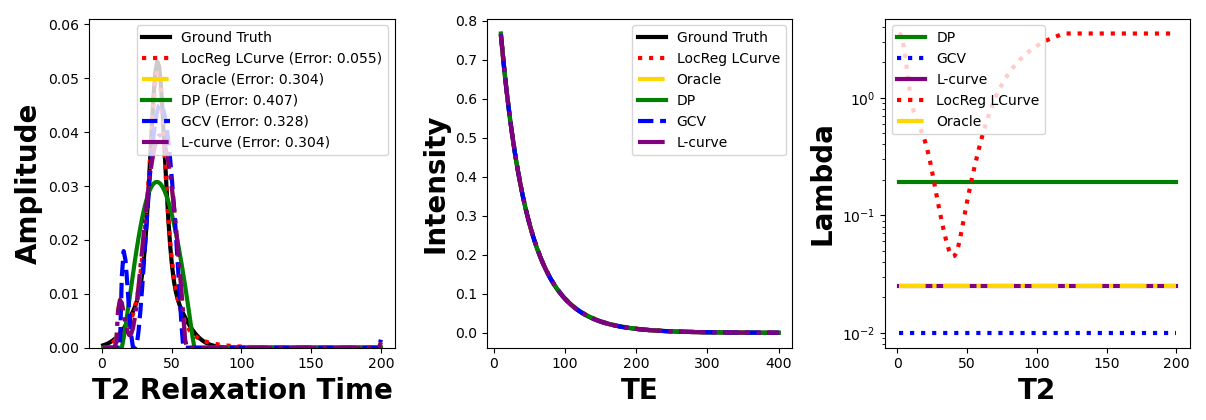 0.06
0.05
0.04
0.03
0.02
0.01
0.00
Amplitude
Ground Truth
LocReg LCurve (Error: 0.055)
Oracle (Error: 0.304)
DP (Error: 0.407)
GCV (Error: 0.328)
L-curve (Error: 0.304)
0 50 100 150 200
T2 Relaxation Time
0.8
0.7
0.6
0.5
0.4
0.3
0.2
0.1
0.0
Intensity
Ground Truth
LocReg LCurve
Oracle
DP
GCV
L-curve
0 100 200 300 400
TE
10⁰
10⁻¹
10⁻²
Lambda
DP
GCV
L-curve
LocReg LCurve
Oracle
0 50 100 150 200
T2